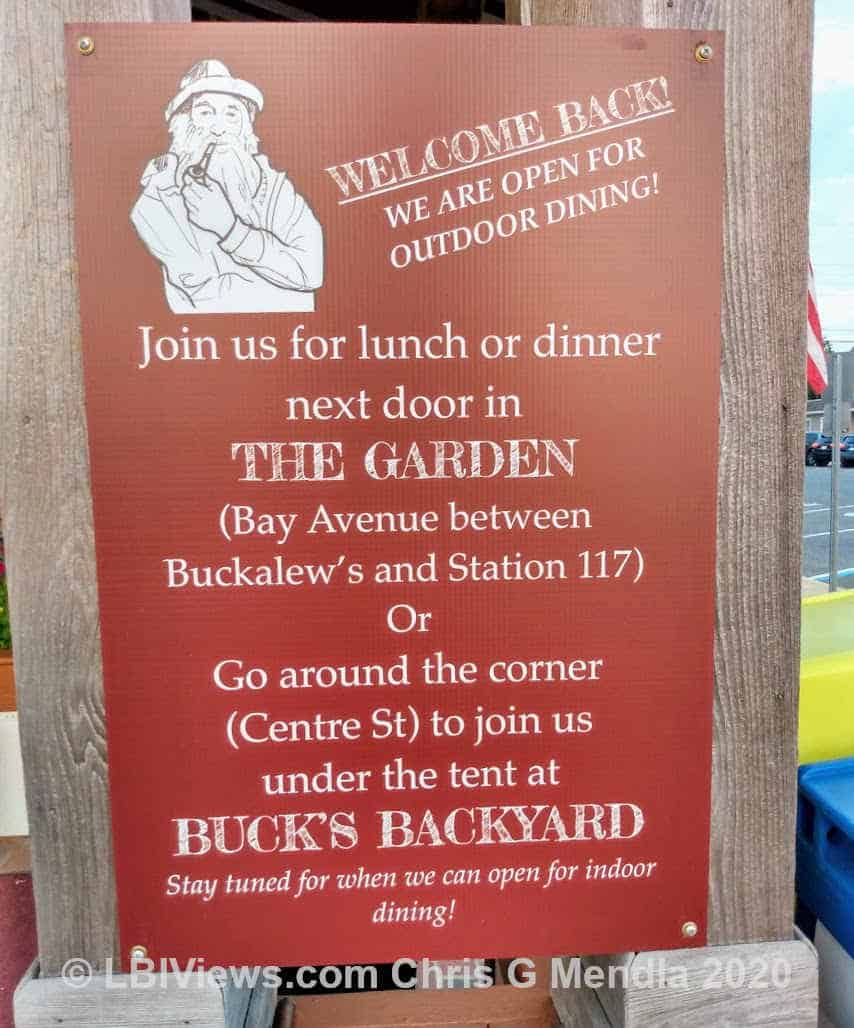 WELCOME BACK!
WE ARE OPEN FOR
OUTDOOR DINING!
Join us for lunch or dinner
next door in
THE GARDEN
(Bay Avenue between
Buckalew's and Station 117)
Or
Go around the corner
(Centre St) to join us
under the tent at
BUCK'S BACKYARD
Stay tuned for when we can open for indoor
dining!
© LBIViews.com Chris G Mendla 2020